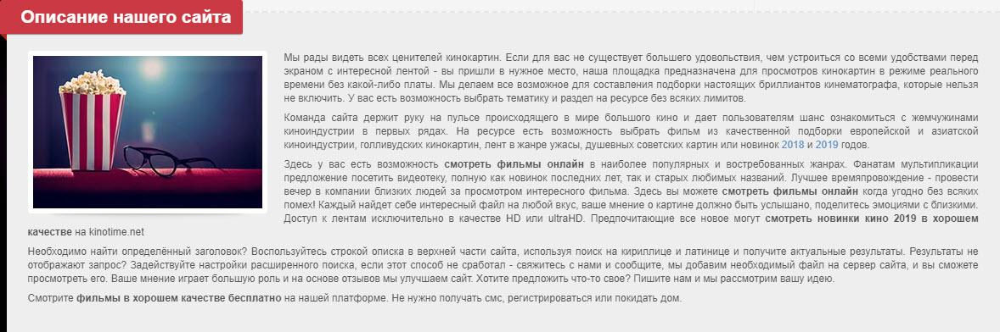 Описание нашего сайта
Мы рады видеть всех ценителей кинокартин. Если для вас не существует большего удовольствия, чем устроиться со всеми удобствами перед
экраном с интересной лентой - вы пришли в нужное место, наша площадка предназначена для просмотров кинокартин в режиме реального
времени без какой-либо платы. Мы делаем все возможное для составления подборки настоящих бриллиантов кинематографа, которые нельзя
не включить. У вас есть возможность выбрать тематику и раздел на ресурсе без всяких лимитов.
Команда сайта держит руку на пульсе происходящего в мире большого кино и дает пользователям шанс ознакомиться с жемчужинами
киноиндустрии в первых рядах. На ресурсе есть возможность выбрать фильм из качественной подборки европейской и азиатской
киноиндустрии, голливудских кинокартин, лент в жанре ужасы, душевных советских картин или новинок 2018 и 2019 годов.
Здесь у вас есть возможность смотреть фильмы онлайн в наиболее популярных и востребованных жанрах. Фанатам мультипликации
предложение посетить видеотеку, полную как новинок последних лет, так и старых любимых названий. Лучшее времяпровождение - провести
вечер в компании близких людей за просмотром интересного фильма. Здесь вы можете смотреть фильмы онлайн когда угодно без всяких
помех! Каждый найдет себе интересный файл на любой вкус, ваше мнение о картине должно быть услышано, поделитесь эмоциями с близкими.
Доступ к лентам исключительно в качестве HD или ultraHD. Предпочитающие все новое могут смотреть новинки кино 2019 в хорошем
качестве на kinotime.net
Необходимо найти определённый заголовок? Воспользуйтесь строкой описка в верхней части сайта, используя поиск на кириллице и латинице и получите актуальные результаты. Результаты не
отображают запрос? Задействуйте настройки расширенного поиска, если этот способ не сработал - свяжитесь с нами и сообщите, мы добавим необходимый файл на сервер сайта, и вы сможете
просмотреть его. Ваше мнение играет большую роль и на основе отзывов мы улучшаем сайт. Хотите предложить что-то свое? Пишите нам и мы рассмотрим вашу идею.
Смотрите фильмы в хорошем качестве бесплатно на нашей платформе. Не нужно получать смс, регистрироваться или покидать дом.